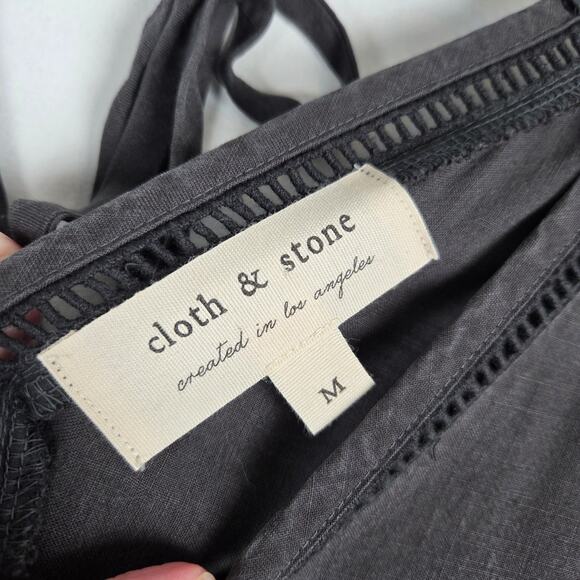 cloth & stone
created in los angeles
M